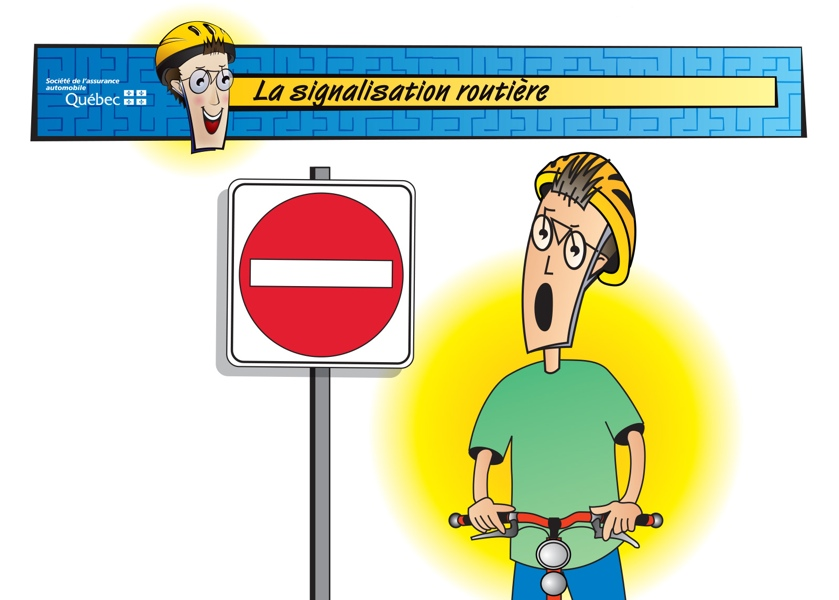 Société de l'assurance
automobile
Québec
La signalisation routière